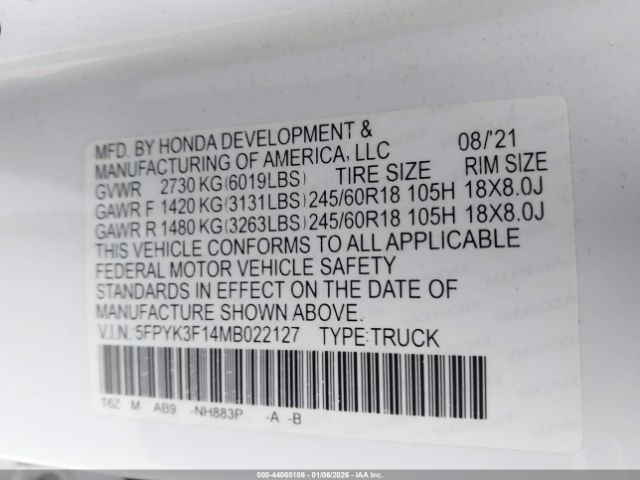 MFD. BY HONDA DEVELOPMENT & 08/'21
MANUFACTURING OF AMERICA, LLC
GVWR 2730 KG(6019LBS) TIRE SIZE RIM SIZE
GAWR F 1420 KG(3131LBS) 245/60R18 105H 18X8.0J
GAWR R 1480 KG(3263LBS) 245/60R18 105H 18X8.0J
THIS VEHICLE CONFORMS TO ALL APPLICABLE
FEDERAL MOTOR VEHICLE SAFETY
STANDARDS IN EFFECT ON THE DATE OF
MANUFACTURE SHOWN ABOVE.
V.I.N.:5FPYK3F14MB022127 TYPE:TRUCK
T6Z M AB9 -NH883P -A -B
000-44065186 - 01/06/2026 - IAAI.COM